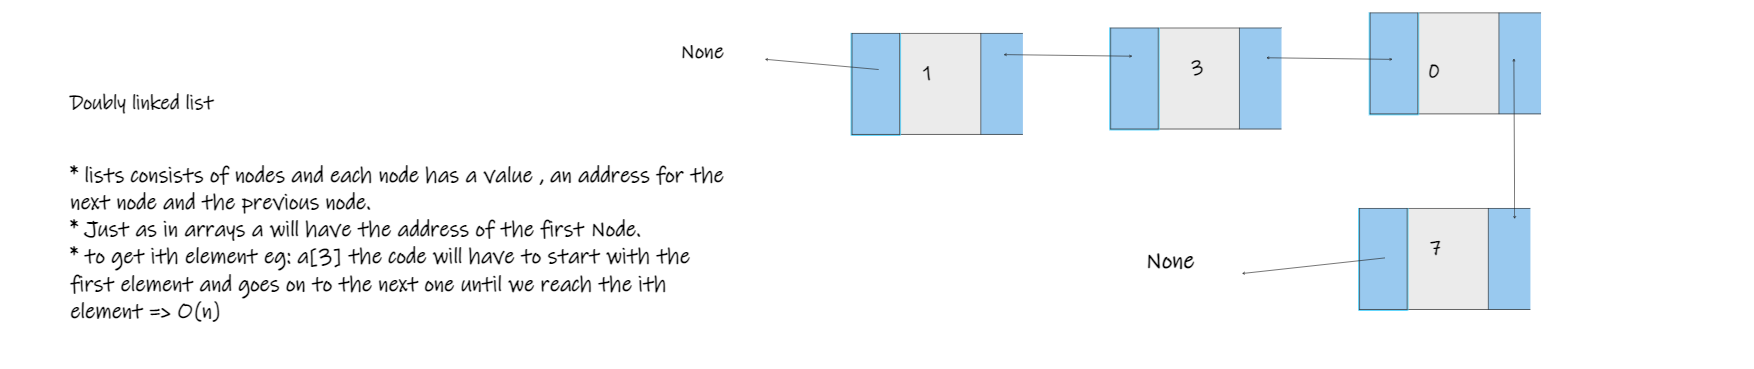 None
1
3
0
Doubly linked list
* lists consists of nodes and each node has a value , an address for the
next node and the previous node.
* Just as in arrays a will have the address of the first Node.
* to get ith element eg: a[3] the code will have to start with the
first element and goes on to the next one until we reach the ith
element => O(n)
7
None